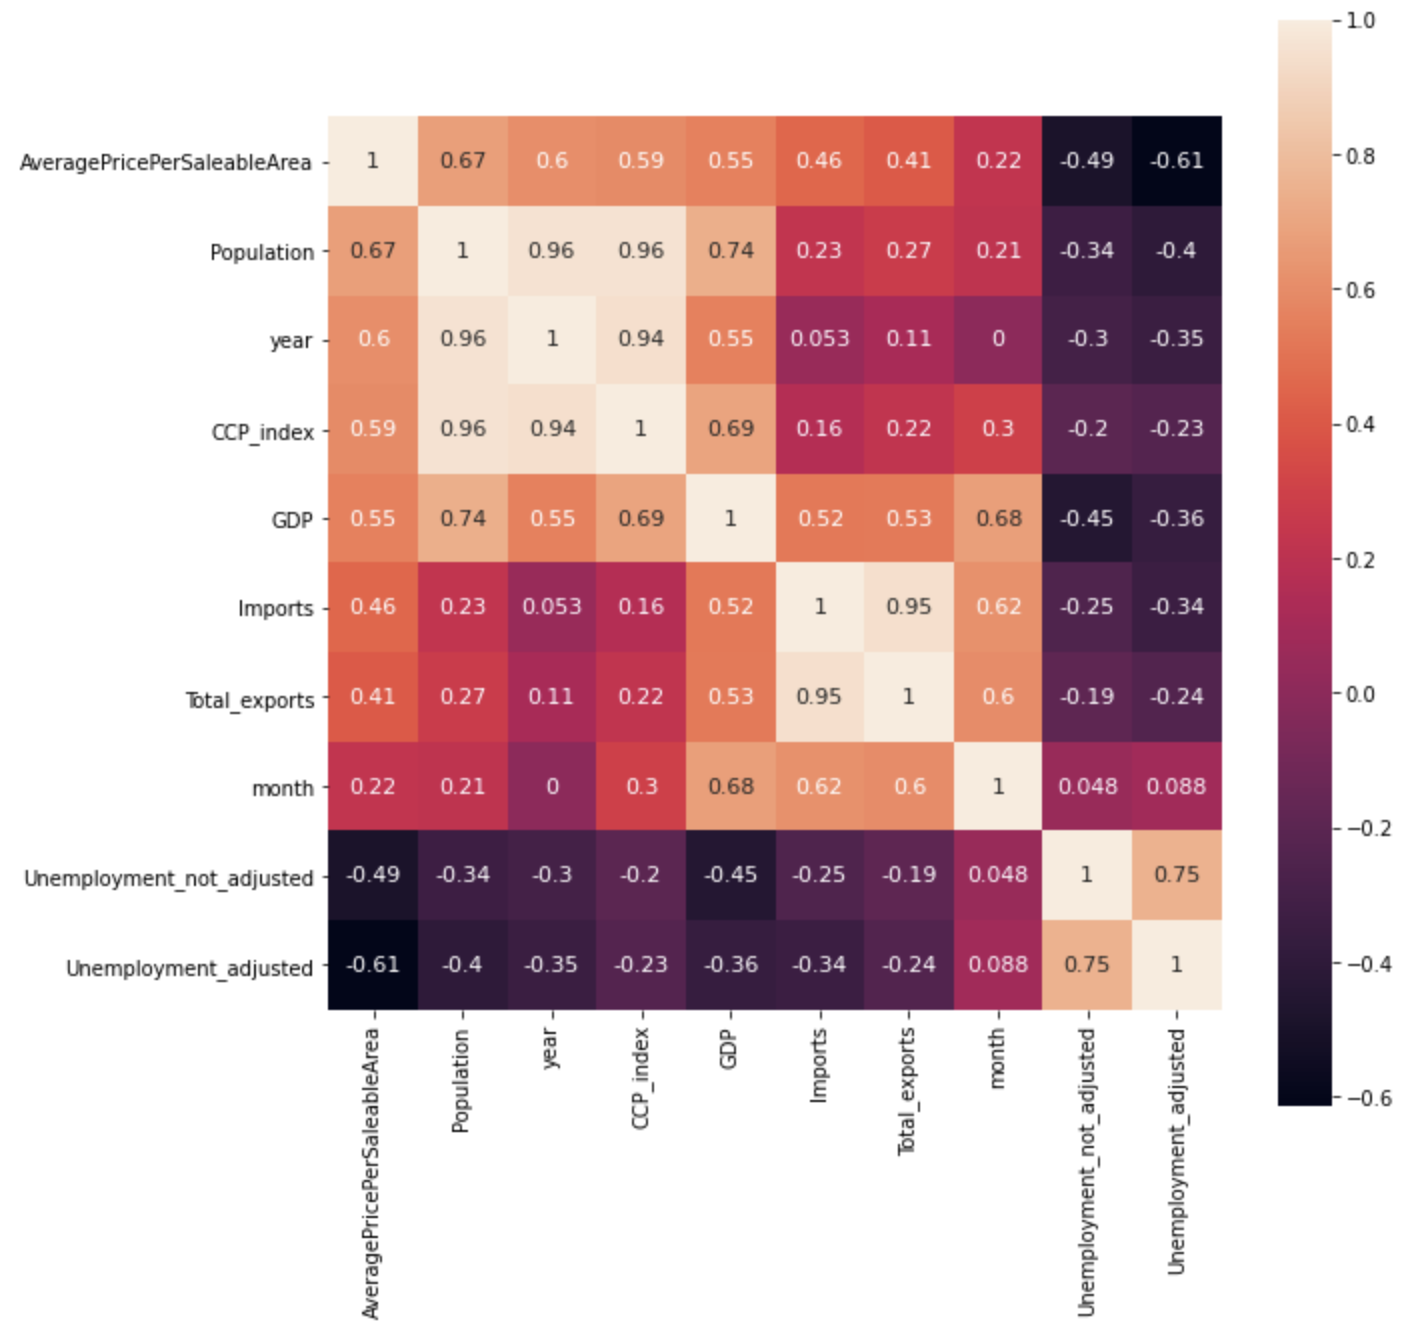 1.0
AveragePricePerSaleableArea 1 0.67 0.6 0.59 0.55 0.46 0.41 0.22 -0.49 -0.61
0.8
Population 0.67 1 0.96 0.96 0.74 0.23 0.27 0.21 -0.34 -0.4
0.6
year 0.6 0.96 1 0.94 0.55 0.053 0.11 0 -0.3 -0.35
CCP_index 0.59 0.96 0.94 1 0.69 0.16 0.22 0.3 -0.2 -0.23
0.4
GDP 0.55 0.74 0.55 0.69 1 0.52 0.53 0.68 -0.45 -0.36
0.2
Imports 0.46 0.23 0.053 0.16 0.52 1 0.95 0.62 -0.25 -0.34
Total_exports 0.41 0.27 0.11 0.22 0.53 0.95 1 0.6 -0.19 -0.24
0.0
month 0.22 0.21 0 0.3 0.68 0.62 0.6 1 0.048 0.088
−0.2
Unemployment_not_adjusted -0.49 -0.34 -0.3 -0.2 -0.45 -0.25 -0.19 0.048 1 0.75
Unemployment_adjusted -0.61 -0.4 -0.35 -0.23 -0.36 -0.34 -0.24 0.088 0.75 1
−0.4
−0.6
AveragePricePerSaleableArea
Population
year
CCP_index
GDP
Imports
Total_exports
month
Unemployment_not_adjusted
Unemployment_adjusted